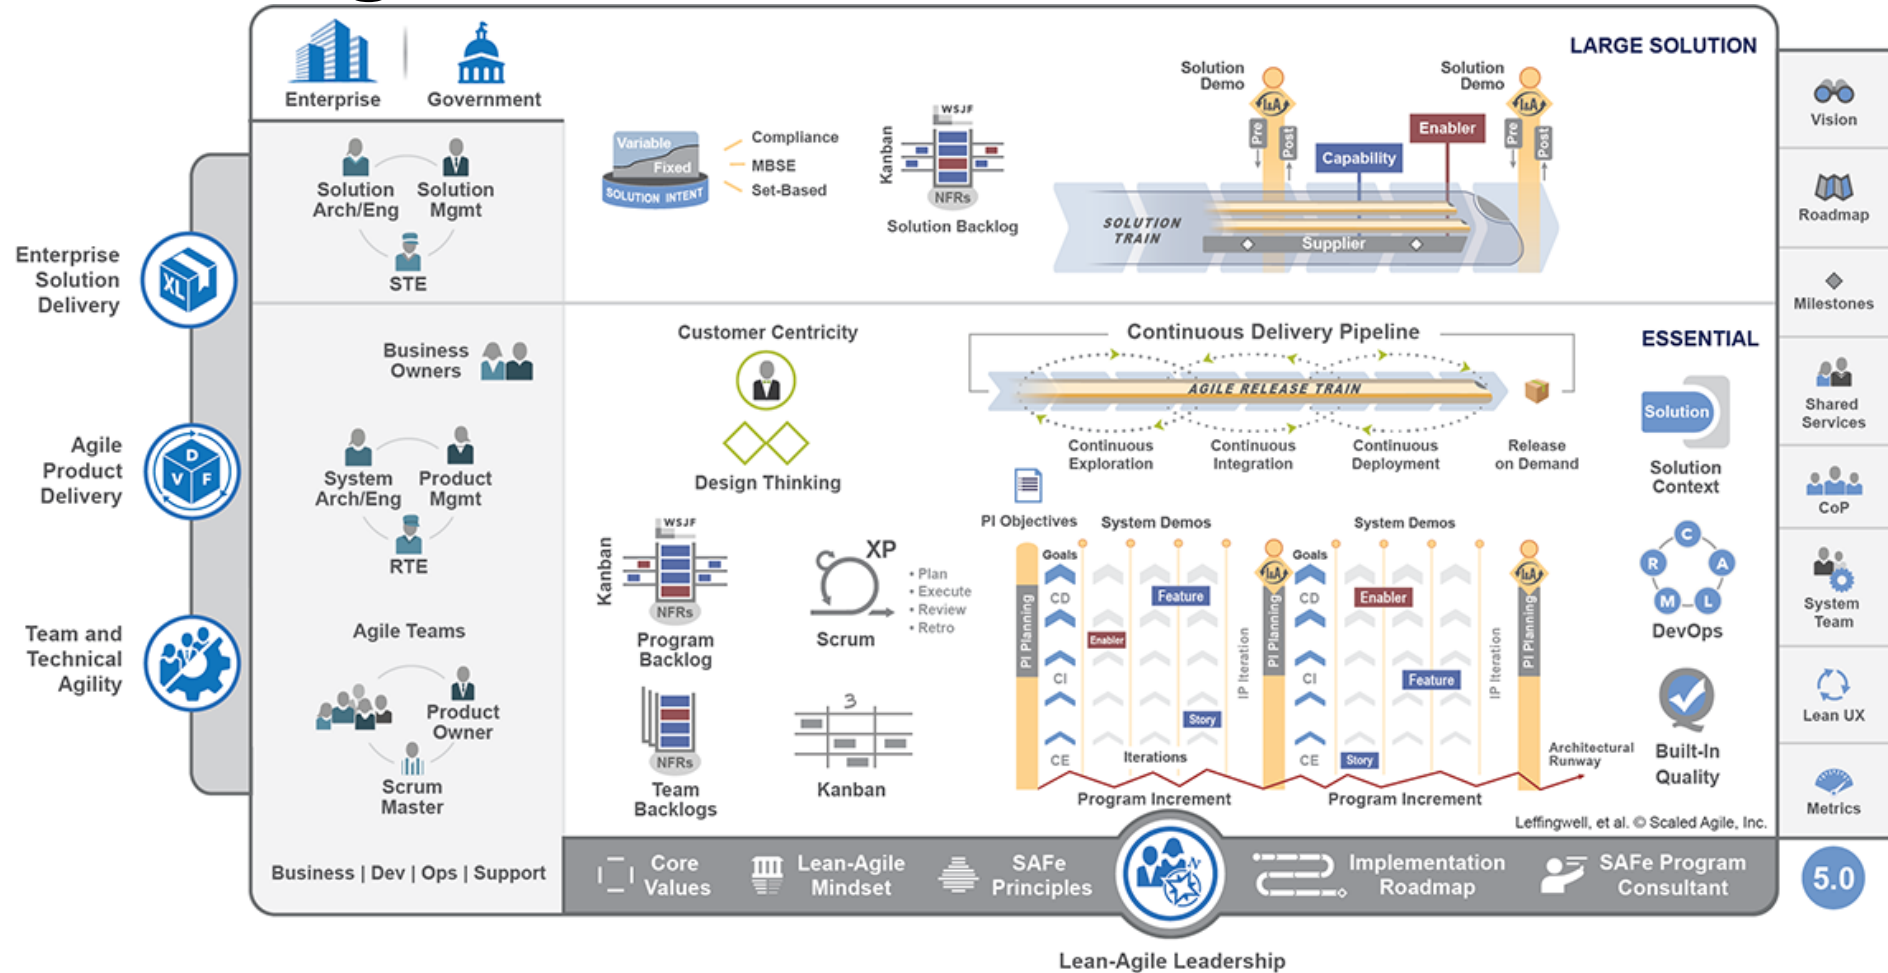 LARGE SOLUTION
Enterprise
Government
Solution
Arch/Eng
Solution
Mgmt
STE
Variable
Fixed
SOLUTION INTENT
Compliance
MBSE
Set-Based
WSJF
Kanban
NFRs
Solution Backlog
Solution
Demo
I&A
Pre
Post
Capability
Enabler
Solution
Demo
I&A
Pre
Post
SOLUTION
TRAIN
Supplier
Enterprise
Solution
Delivery
XL
Agile
Product
Delivery
D
V
F
Team and
Technical
Agility
Business
Owners
System
Arch/Eng
Product
Mgmt
RTE
Agile Teams
Product
Owner
Scrum
Master
Business | Dev | Ops | Support
Customer Centricity
Design Thinking
WSJF
Kanban
NFRs
Program
Backlog
XP
• Plan
• Execute
• Review
• Retro
Scrum
NFRs
Team
Backlogs
3
Kanban
Continuous Delivery Pipeline
AGILE RELEASE TRAIN
Continuous
Exploration
Continuous
Integration
Continuous
Deployment
Release
on Demand
PI Objectives
System Demos
System Demos
PI Planning
Goals
CD
CI
CE
Enabler
Feature
Story
Iterations
IP Iteration
I&A
PI Planning
Goals
CD
CI
CE
Enabler
Feature
Story
IP Iteration
I&A
PI Planning
Architectural
Runway
Program Increment
Program Increment
ESSENTIAL
Solution
Solution
Context
C
A
L
M
R
DevOps
Built-In
Quality
Leffingwell, et al. © Scaled Agile, Inc.
Core
Values
Lean-Agile
Mindset
SAFe
Principles
N
Implementation
Roadmap
SAFe Program
Consultant
Lean-Agile Leadership
Vision
Roadmap
Milestones
Shared
Services
CoP
System
Team
Lean UX
Metrics
5.0